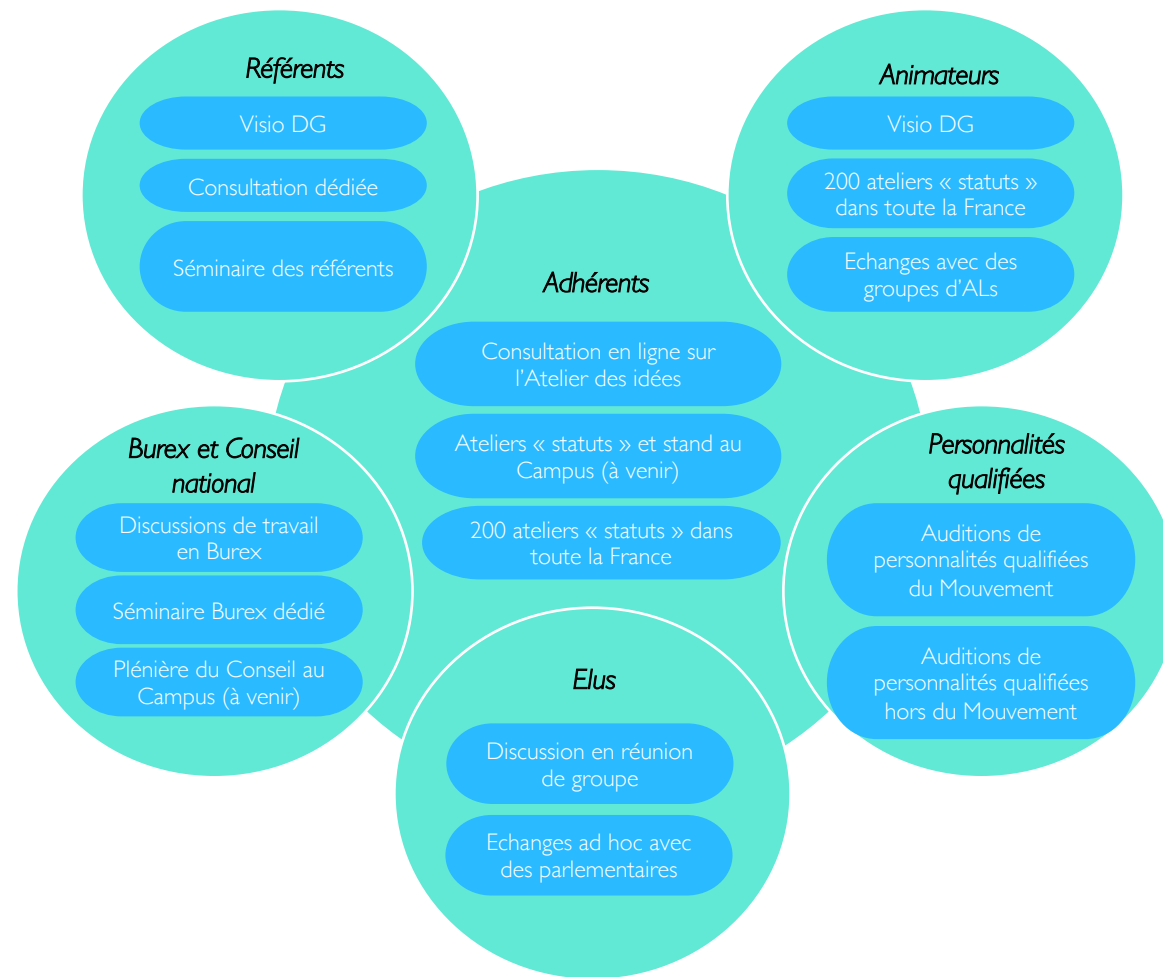 Référents
Visio DG
Consultation dédiée
Séminaire des référents
Animateurs
Visio DG
200 ateliers « statuts »
dans toute la France
Echanges avec des
groupes d'ALs
Adhérents
Consultation en ligne sur
l'Atelier des idées
Ateliers « statuts » et stand au
Campus (à venir)
200 ateliers « statuts » dans
toute la France
Burex et Conseil
national
Discussions de travail
en Burex
Séminaire Burex dédié
Plénière du Conseil au
Campus (à venir)
Personnalités
qualifiées
Auditions de
personnalités qualifiées
du Mouvement
Auditions de
personnalités qualifiées
hors du Mouvement
Elus
Discussion en réunion
de groupe
Echanges ad hoc avec
des parlementaires